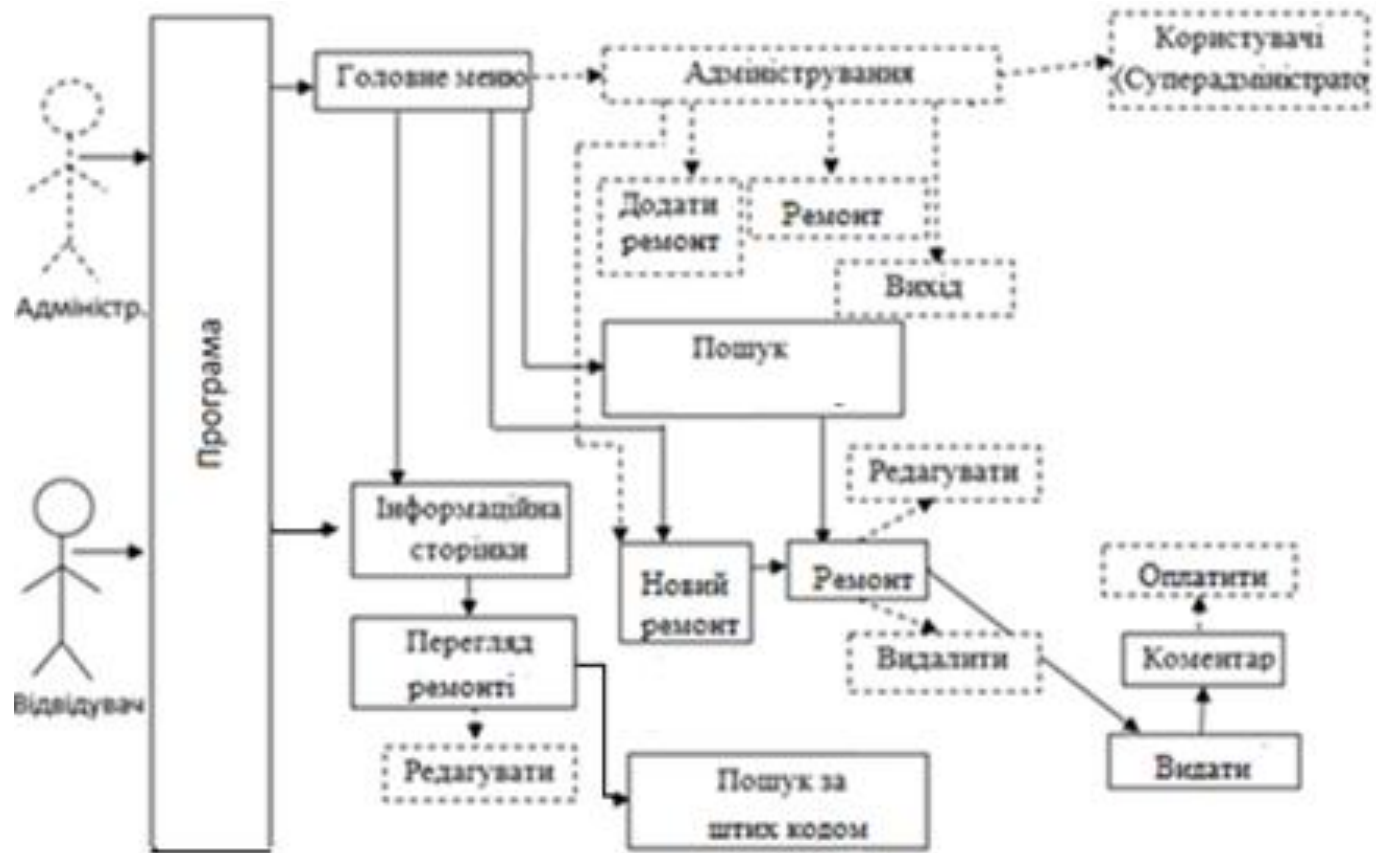 Головне меню
Адміністрування
Користувачі
(Суперадміністрато
Додати
ремонт
Ремонт
Вихід
Адміністр.
Програма
Пошук
Редагувати
Інформаційна
сторінки
Новий
ремонт
Ремонт
Оплатити
Перегляд
ремонті
Видалити
Коментар
Відвідувач
Редагувати
Пошук за
штих кодом
Видати